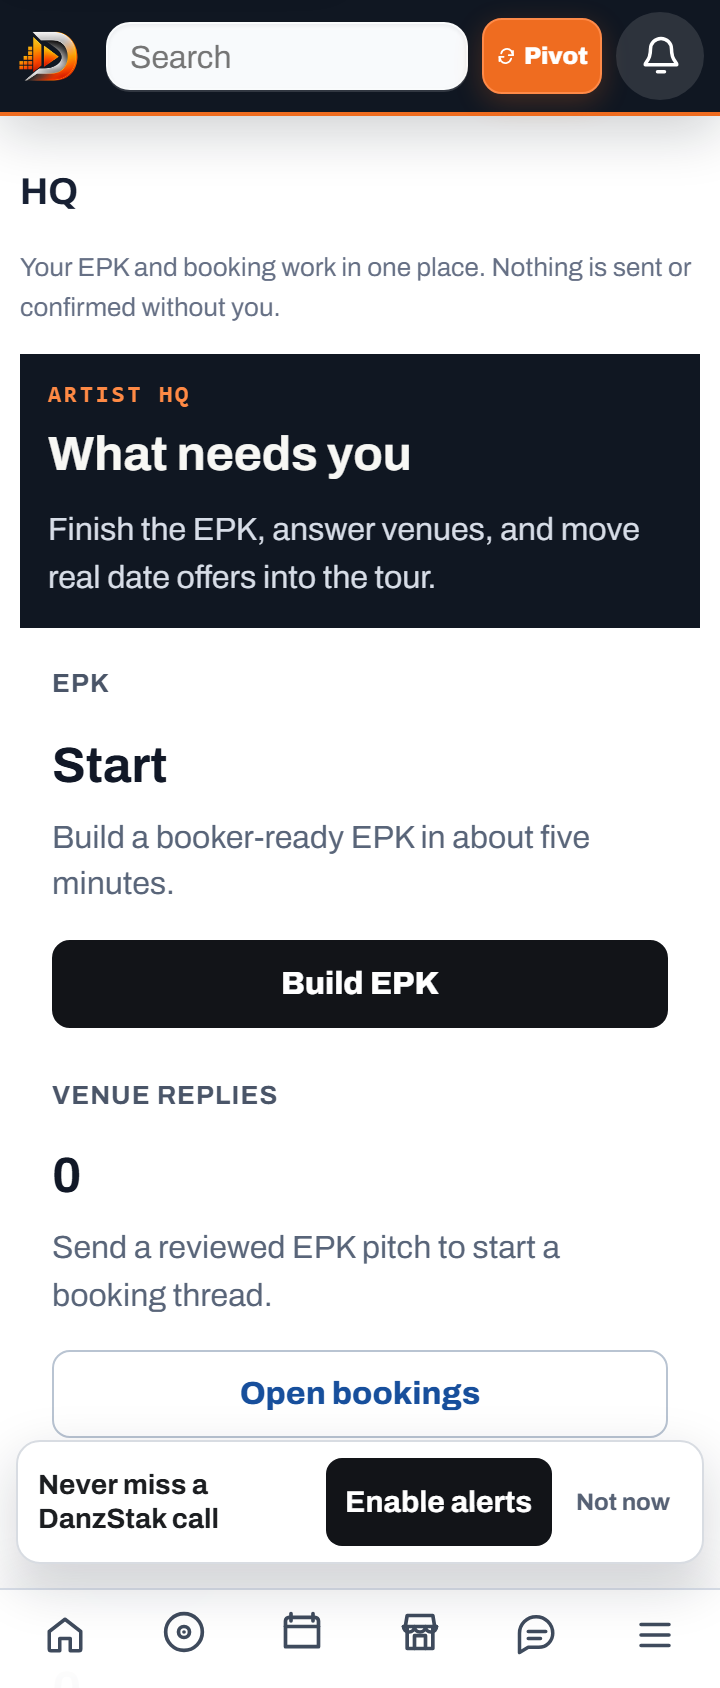 Search
Pivot
HQ
Your EPK and booking work in one place. Nothing is sent or
confirmed without you.
ARTIST HQ
What needs you
Finish the EPK, answer venues, and move
real date offers into the tour.
EPK
Start
Build a booker-ready EPK in about five
minutes.
Build EPK
VENUE REPLIES
0
Send a reviewed EPK pitch to start a
booking thread.
Open bookings
Never miss a
DanzStak call
Enable alerts
Not now